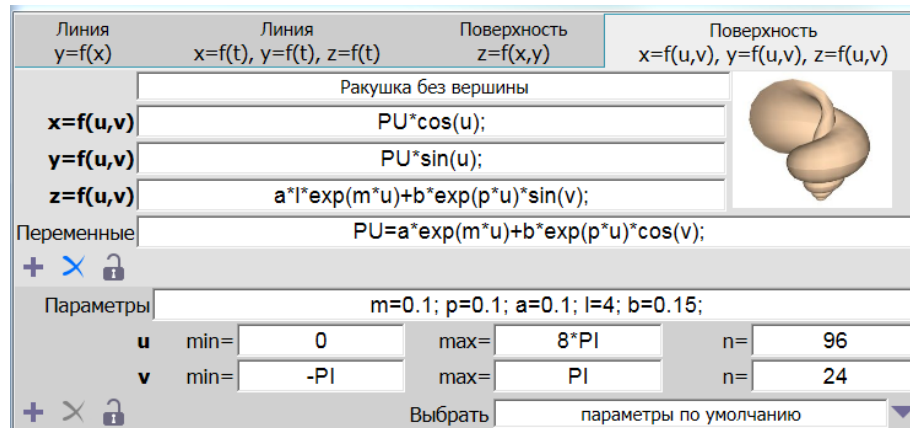 Линия Линия Поверхность Поверхность
y=f(x) x=f(t), y=f(t), z=f(t) z=f(x,y) x=f(u,v), y=f(u,v), z=f(u,v)
Ракушка без вершины
x=f(u,v) PU*cos(u);
y=f(u,v) PU*sin(u);
z=f(u,v) a*l*exp(m*u)+b*exp(p*u)*sin(v);
Переменные PU=a*exp(m*u)+b*exp(p*u)*cos(v);
Параметры m=0.1; p=0.1; a=0.1; l=4; b=0.15;
u min= 0 max= 8*PI n= 96
v min= -PI max= PI n= 24
Выбрать параметры по умолчанию